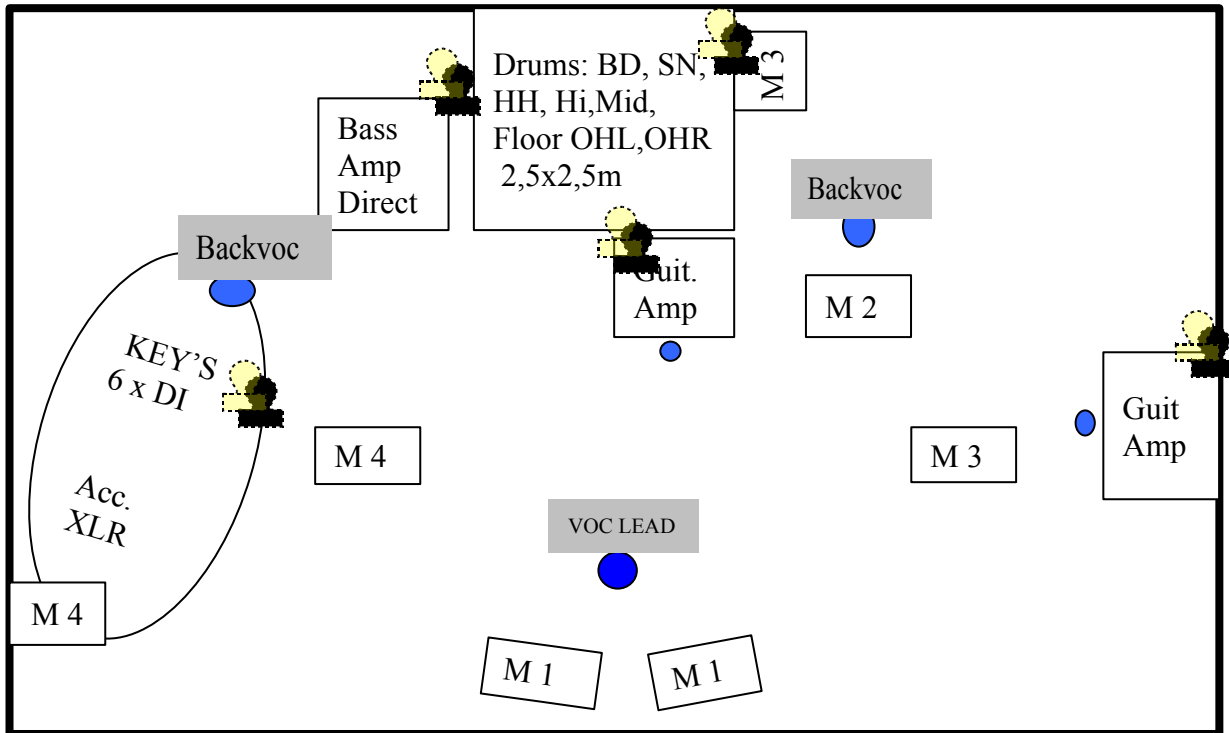 Drums: BD, SN,
HH, Hi,Mid,
Floor OHL,OHR
2,5x2,5m
M 3
Bass
Amp
Direct
Backvoc
Backvoc
Guit.
Amp
M 2
KEY'S
6 x DI
Acc.
XLR
M 4
M 3
Guit
Amp
VOC LEAD
M 4
M 1
M 1